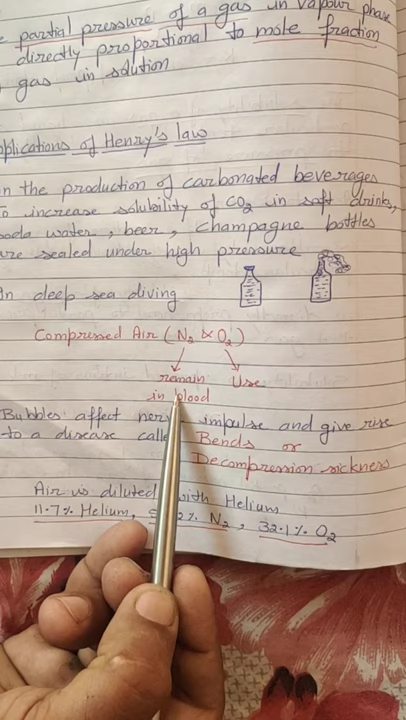 partial pressure of a gas in vapour phase
directly proportional to mole fraction
gas in solution
plications of Henry's law
n the production of carbonated beverages
To increase solubility of CO2 in soft drinks,
soda water, beer, champagne bottles
are sealed under high pressure
In deep sea diving
Compressed Air (N2 & O2)
remain Use
in blood
Bubbles affect impulse and give rise
to a disease Bends or
Decompression sickness
Air is diluted with Helium
11.7% Helium, 2% N2, 32.1% O2